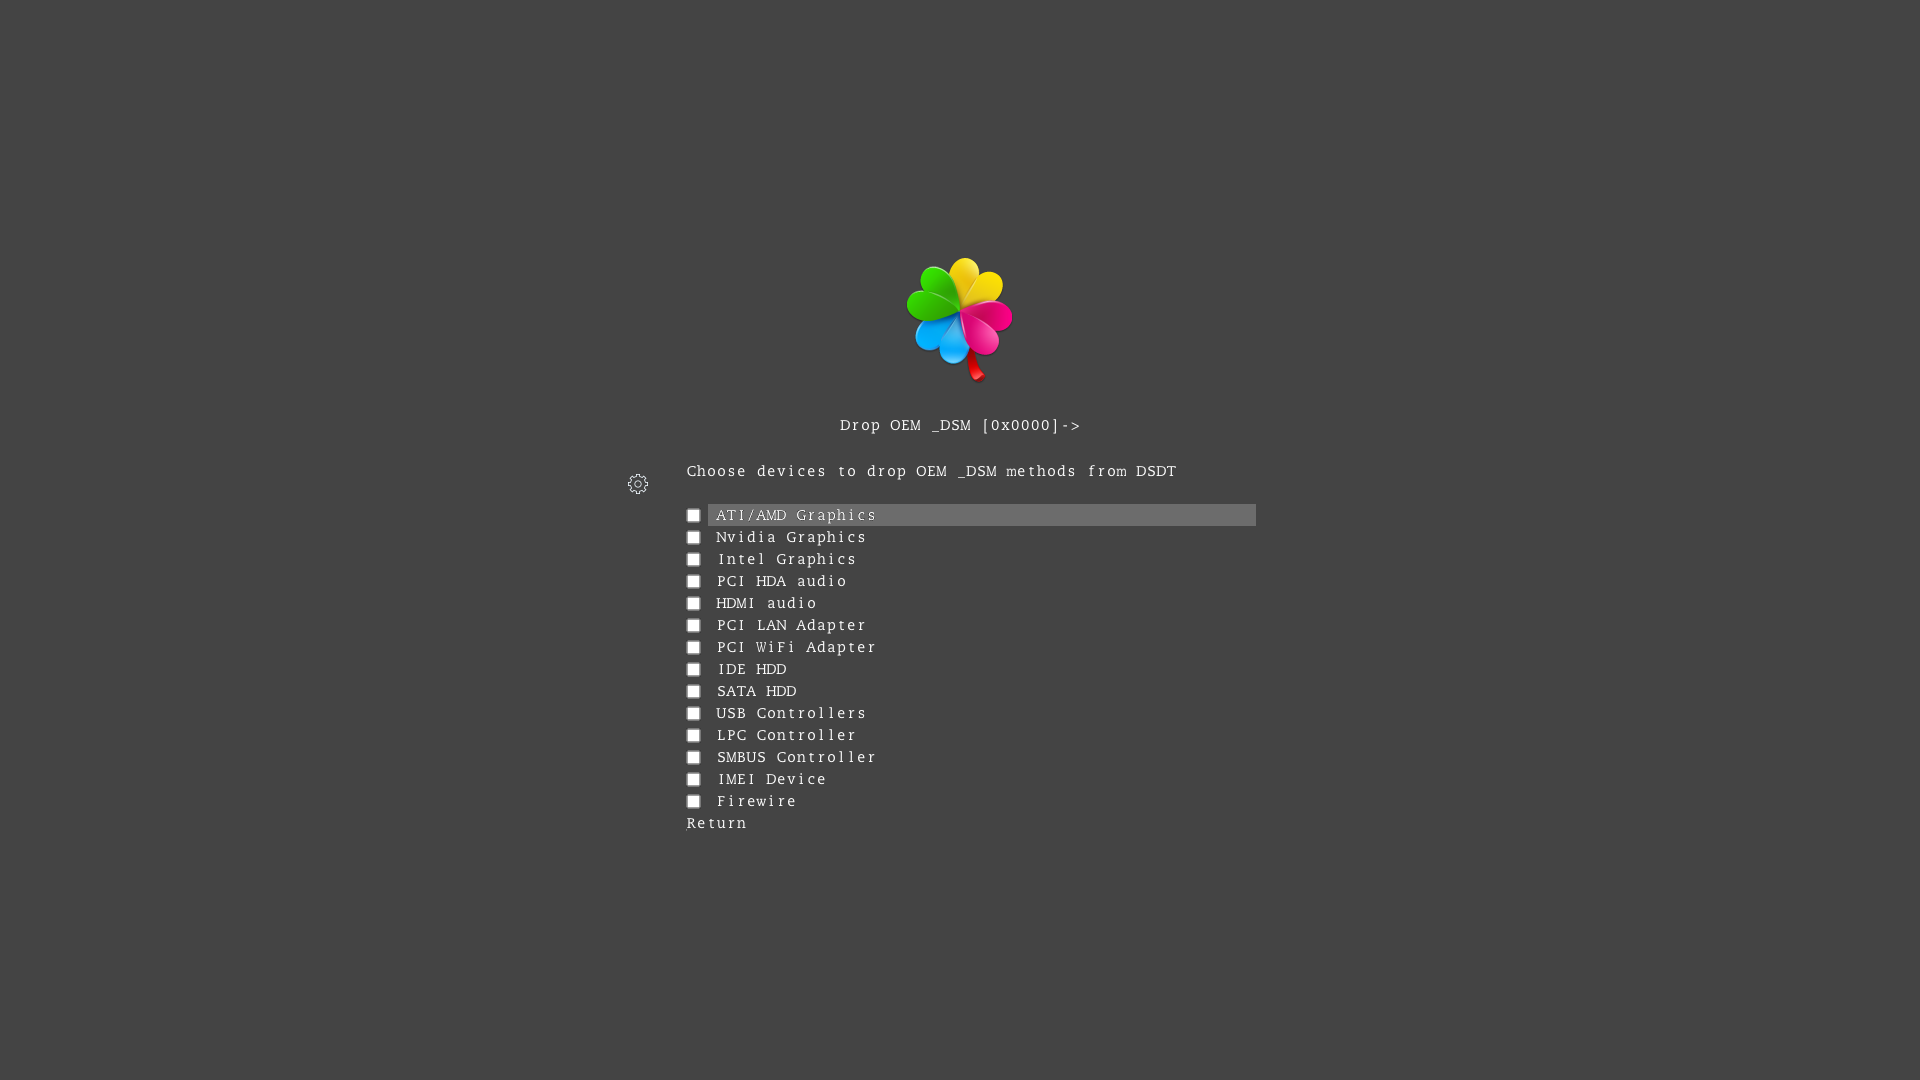 Drop OEM _DSM [0x0000]->
Choose devices to drop OEM _DSM methods from DSDT
ATI/AMD Graphics
Nvidia Graphics
Intel Graphics
PCI HDA audio
HDMI audio
PCI LAN Adapter
PCI WiFi Adapter
IDE HDD
SATA HDD
USB Controllers
LPC Controller
SMBUS Controller
IMEI Device
Firewire
Return